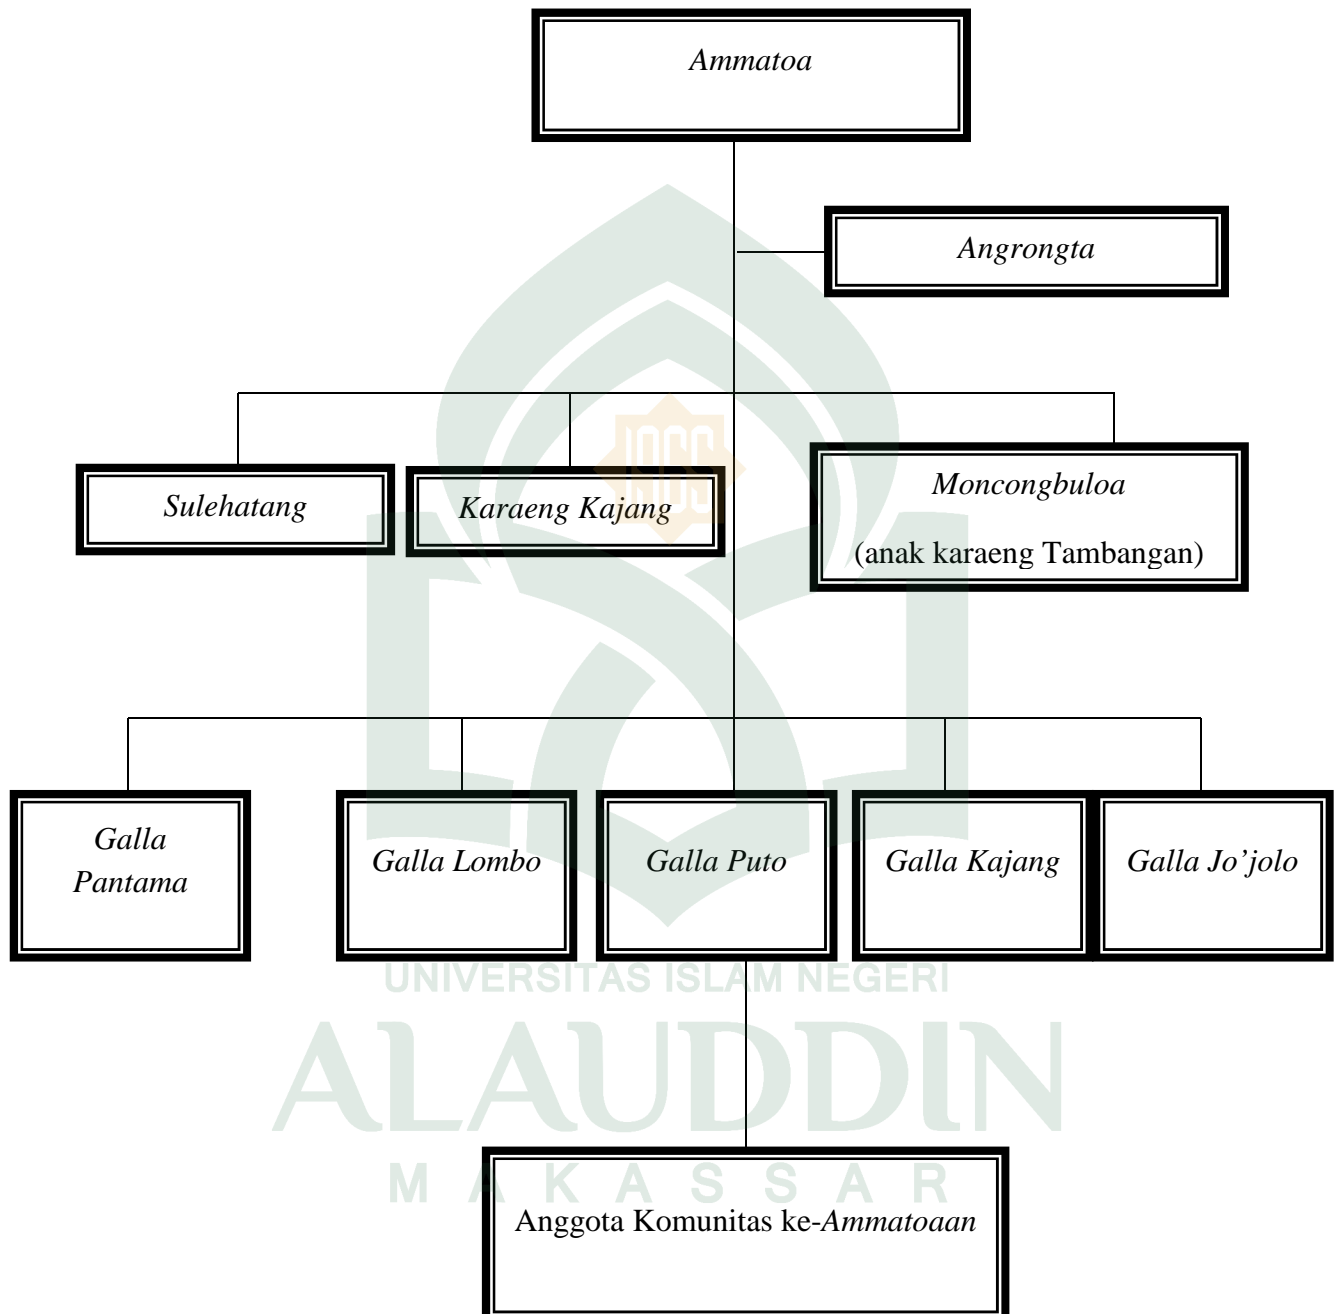 Ammatoa
Angrongta
Sulehatang
Karaeng Kajang
Moncongbuloa
(anak karaeng Tambangan)
Galla
Pantama
Galla Lombo
Galla Puto
Galla Kajang
Galla Jo’jolo
UNIVERSITAS ISLAM NEGERI
ALAUDDIN
MAKASSAR
Anggota Komunitas ke-Ammatoaan